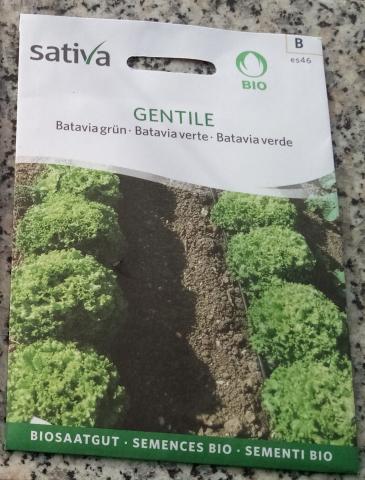 sativa
B
es46
BIO
GENTILE
Batavia grün · Batavia verte · Batavia verde
BIOSAATGUT · SEMENCES BIO · SEMENTI BIO